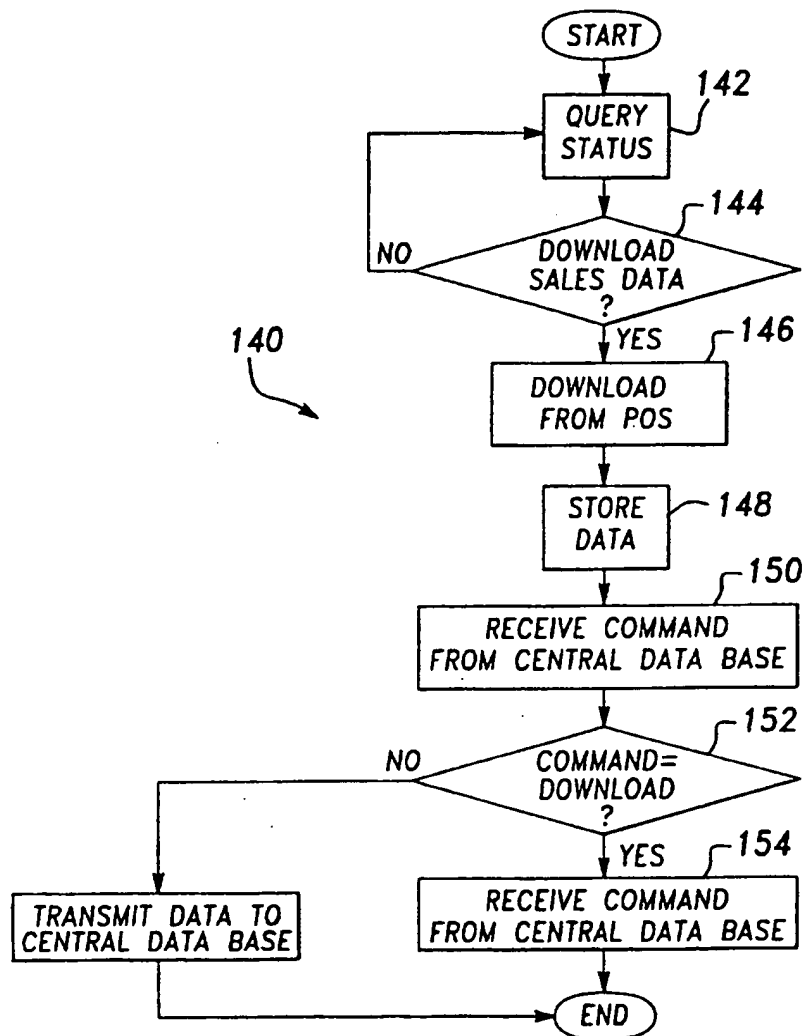 START
142
QUERY
STATUS
144
NO
DOWNLOAD
SALES DATA
?
YES
146
140
DOWNLOAD
FROM POS
148
STORE
DATA
150
RECEIVE COMMAND
FROM CENTRAL DATA BASE
152
NO
COMMAND=
DOWNLOAD
?
YES
154
TRANSMIT DATA TO
CENTRAL DATA BASE
RECEIVE COMMAND
FROM CENTRAL DATA BASE
END